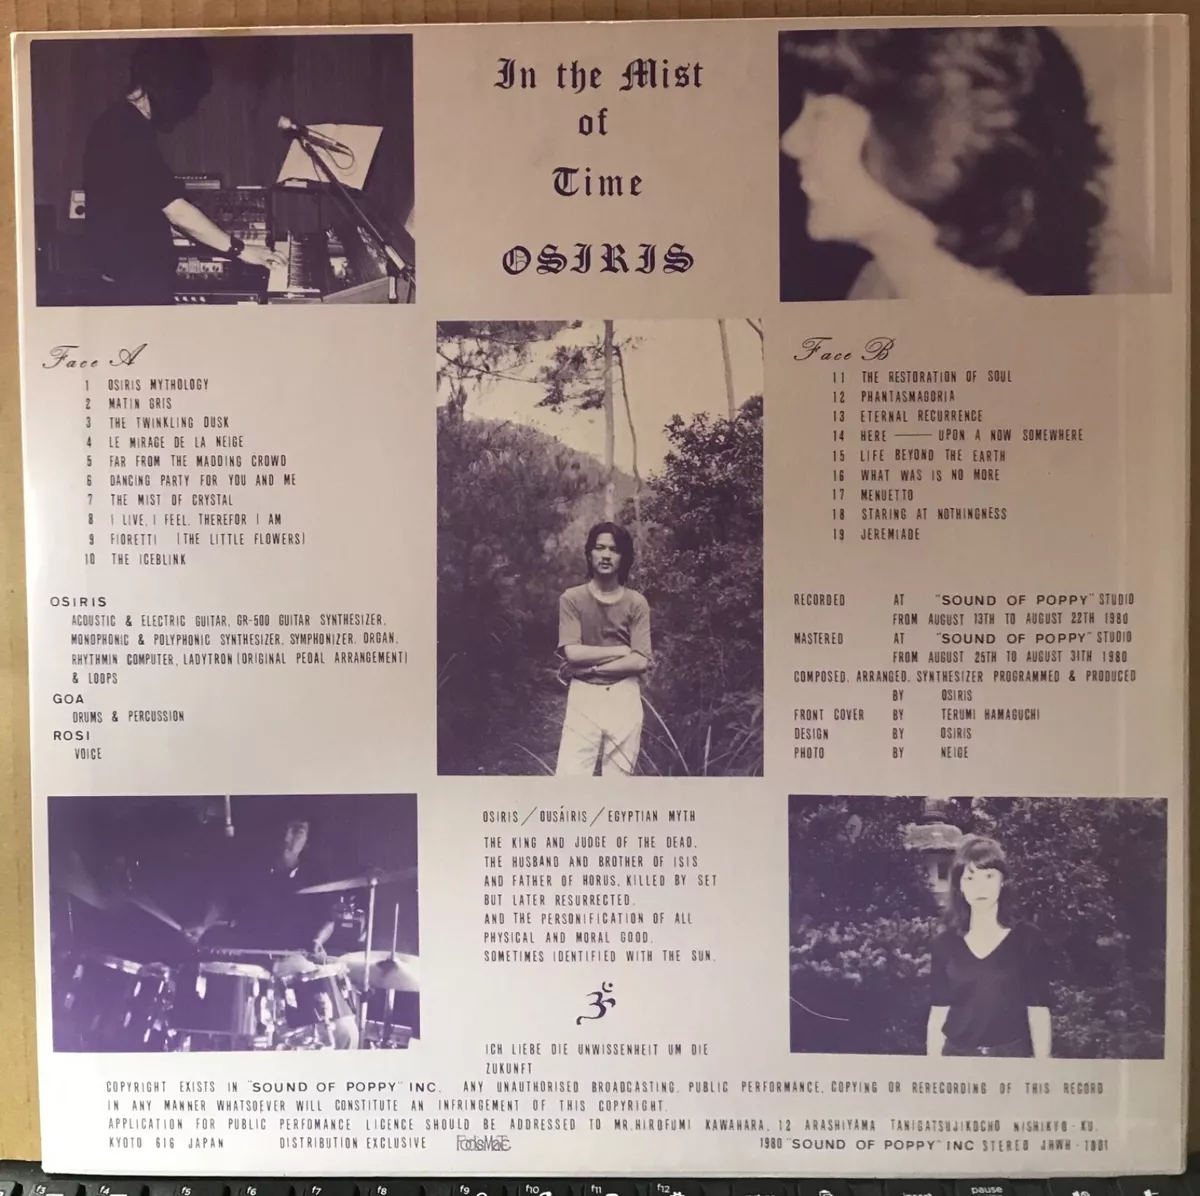 In the Mist
of
Time
OSIRIS
Face A
1 OSIRIS MYTHOLOGY
2 MATIN GRIS
3 THE TWINKLING DUSK
4 LE MIRAGE DE LA NEIGE
5 FAR FROM THE MADDING CROWD
6 DANCING PARTY FOR YOU AND ME
7 THE MIST OF CRYSTAL
8 I LIVE, I FEEL, THEREFOR I AM
9 FIORETTI (THE LITTLE FLOWERS)
10 THE ICEBLINK
OSIRIS
ACOUSTIC & ELECTRIC GUITAR, GR-500 GUITAR SYNTHESIZER,
MONOPHONIC & POLYPHONIC SYNTHESIZER, SYMPHONIZER, ORGAN,
RHYTHMIN COMPUTER, LADYTRON (ORIGINAL PEDAL ARRANGEMENT)
& LOOPS
GOA
DRUMS & PERCUSSION
ROSI
VOICE
Face B
11 THE RESTORATION OF SOUL
12 PHANTASMAGORIA
13 ETERNAL RECURRENCE
14 HERE —— UPON A NOW SOMEWHERE
15 LIFE BEYOND THE EARTH
16 WHAT WAS IS NO MORE
17 MENUETTO
18 STARING AT NOTHINGNESS
19 JEREMIADE
RECORDED AT "SOUND OF POPPY" STUDIO
FROM AUGUST 13TH TO AUGUST 22TH 1980
MASTERED AT "SOUND OF POPPY" STUDIO
FROM AUGUST 25TH TO AUGUST 31TH 1980
COMPOSED, ARRANGED, SYNTHESIZER PROGRAMMED & PRODUCED
BY OSIRIS
FRONT COVER BY TERUMI HAMAGUCHI
DESIGN BY OSIRIS
PHOTO BY NEIGE
OSIRIS/OUSÁIRIS/EGYPTIAN MYTH
THE KING AND JUDGE OF THE DEAD,
THE HUSBAND AND BROTHER OF ISIS
AND FATHER OF HORUS, KILLED BY SET
BUT LATER RESURRECTED,
AND THE PERSONIFICATION OF ALL
PHYSICAL AND MORAL GOOD,
SOMETIMES IDENTIFIED WITH THE SUN.
ॐ
ICH LIEBE DIE UNWISSENHEIT UM DIE
ZUKUNFT
COPYRIGHT EXISTS IN "SOUND OF POPPY" INC. ANY UNAUTHORISED BROADCASTING, PUBLIC PERFORMANCE, COPYING OR RERECORDING OF THIS RECORD
IN ANY MANNER WHATSOEVER WILL CONSTITUTE AN INFRINGEMENT OF THIS COPYRIGHT.
APPLICATION FOR PUBLIC PERFOMANCE LICENCE SHOULD BE ADDRESSED TO MR.HIROFUMI KAWAHARA, 12 ARASHIYAMA TANIGATSUJIKOCHO NISHIKYO-KU,
KYOTO 616 JAPAN DISTRIBUTION EXCLUSIVE 1980 "SOUND OF POPPY" INC STEREO JHWH-7001
f3 f4 f5 f6 f7 f8 f9 f10 f11 f12 pause